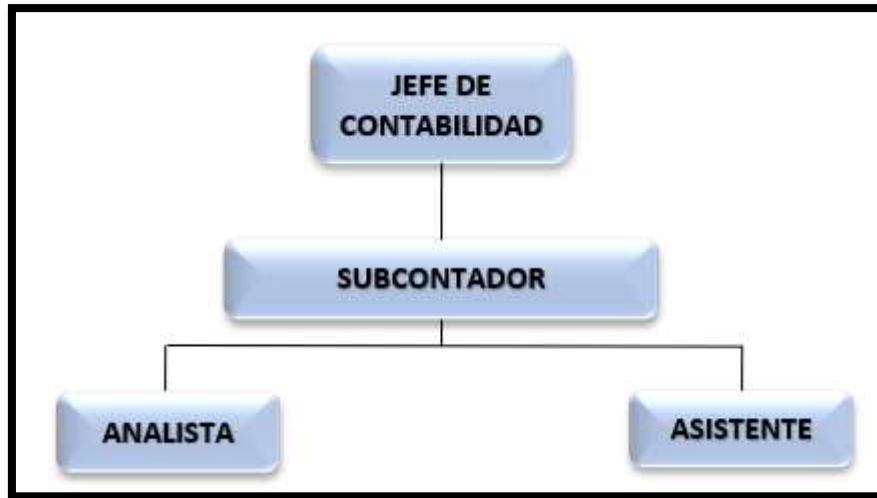 JEFE DE
CONTABILIDAD
SUBCONTADOR
ANALISTA
ASISTENTE